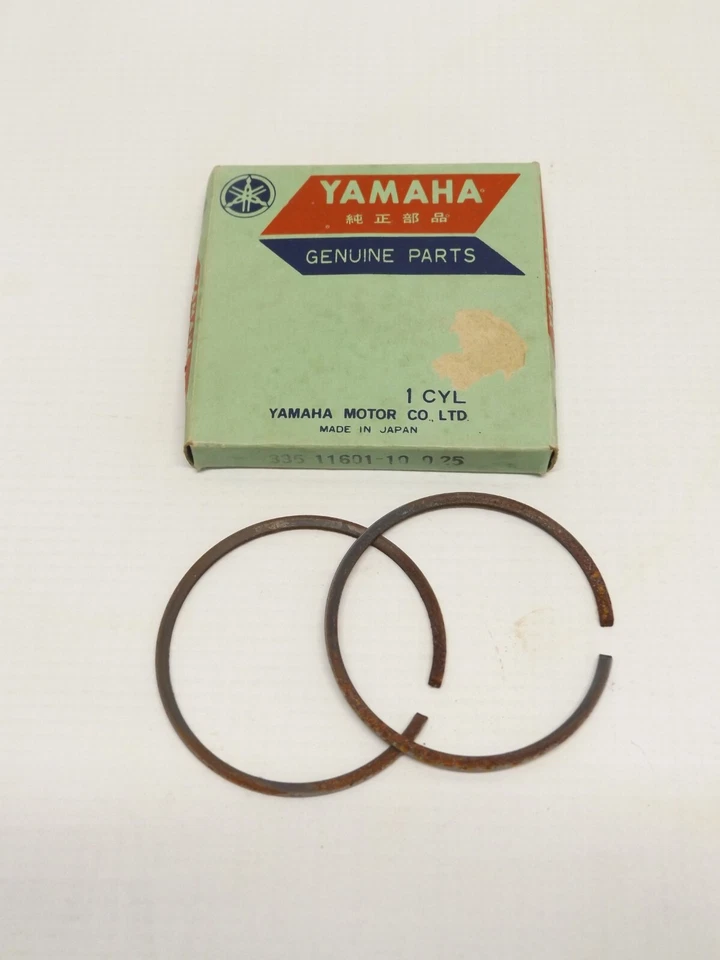 YAMAHA
純正部品
GENUINE PARTS
1 CYL
YAMAHA MOTOR CO., LTD.
MADE IN JAPAN
335-11601-10 0.25